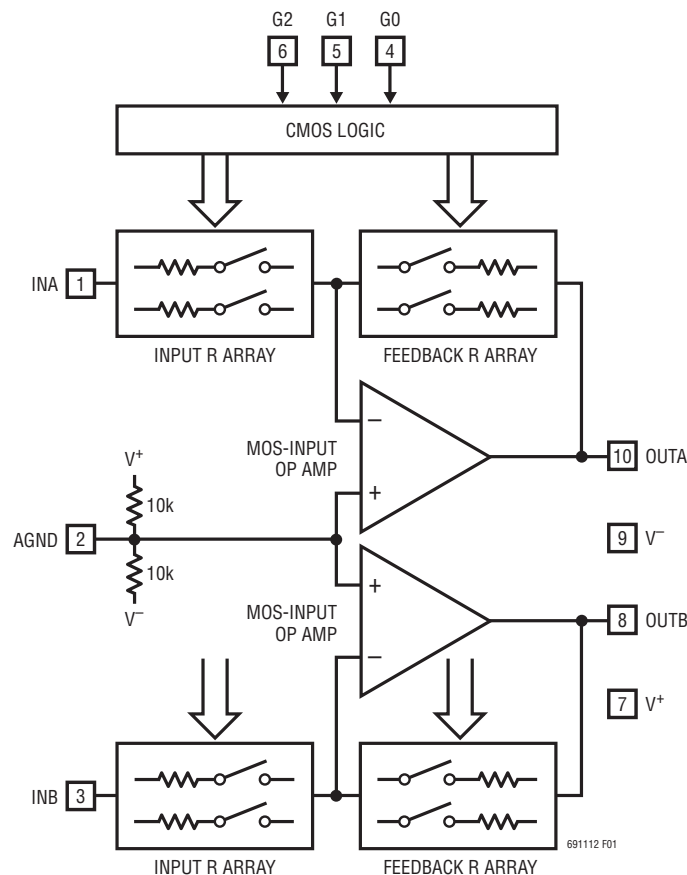 G2 G1 G0
6 5 4
CMOS LOGIC
INA 1
INPUT R ARRAY
FEEDBACK R ARRAY
MOS-INPUT
OP AMP
−
+
10 OUTA
V+
10k
AGND 2
10k
V−
9 V−
MOS-INPUT
OP AMP
+
−
8 OUTB
7 V+
INB 3
INPUT R ARRAY
FEEDBACK R ARRAY
691112 F01